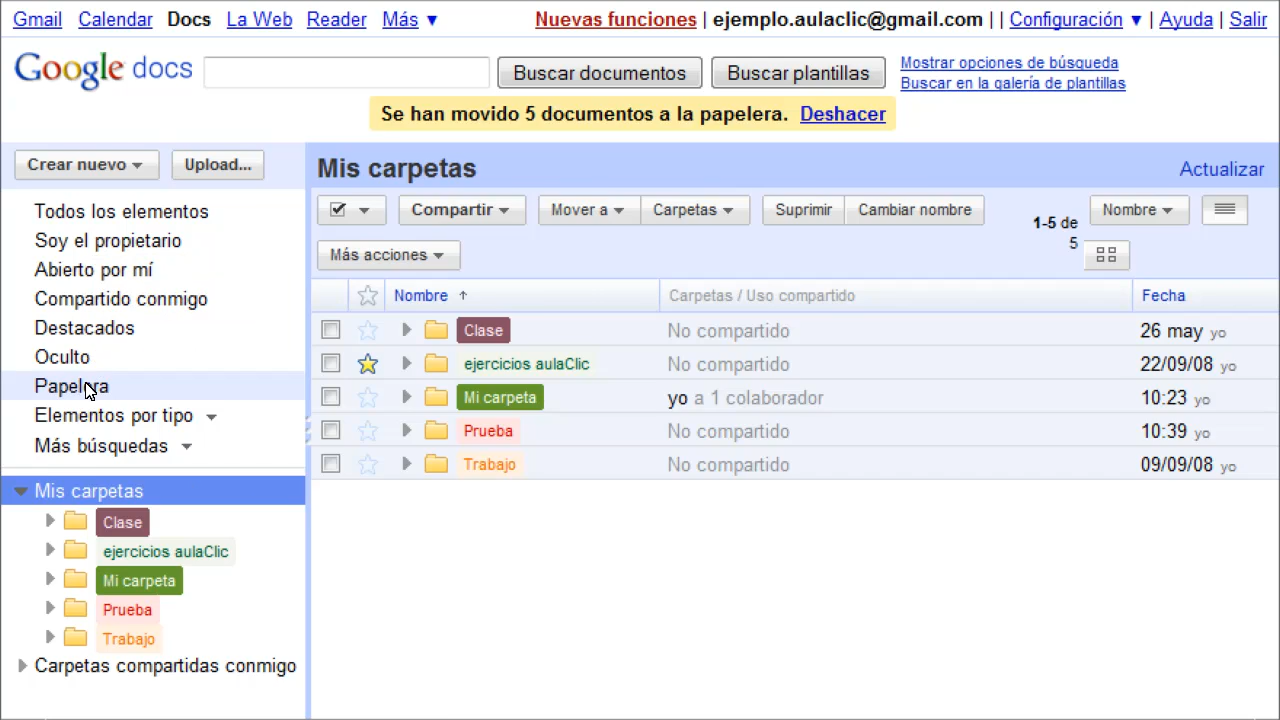 Gmail Calendar Docs La Web Reader Más ▼ Nuevas funciones | ejemplo.aulaclic@gmail.com | | Configuración ▼ | Ayuda | Salir
Google docs Buscar documentos Buscar plantillas Mostrar opciones de búsqueda
Buscar en la galería de plantillas
Se han movido 5 documentos a la papelera. Deshacer
Crear nuevo Upload...
Todos los elementos
Soy el propietario
Abierto por mí
Compartido conmigo
Destacados
Oculto
Papelera
Elementos por tipo
Más búsquedas
Mis carpetas
Clase
ejercicios aulaClic
Mi carpeta
Prueba
Trabajo
Carpetas compartidas conmigo
Mis carpetas Actualizar
Compartir Mover a Carpetas Suprimir Cambiar nombre 1-5 de 5 Nombre
Más acciones
Nombre ↑ Carpetas / Uso compartido Fecha
Clase No compartido 26 may yo
ejercicios aulaClic No compartido 22/09/08 yo
Mi carpeta yo a 1 colaborador 10:23 yo
Prueba No compartido 10:39 yo
Trabajo No compartido 09/09/08 yo